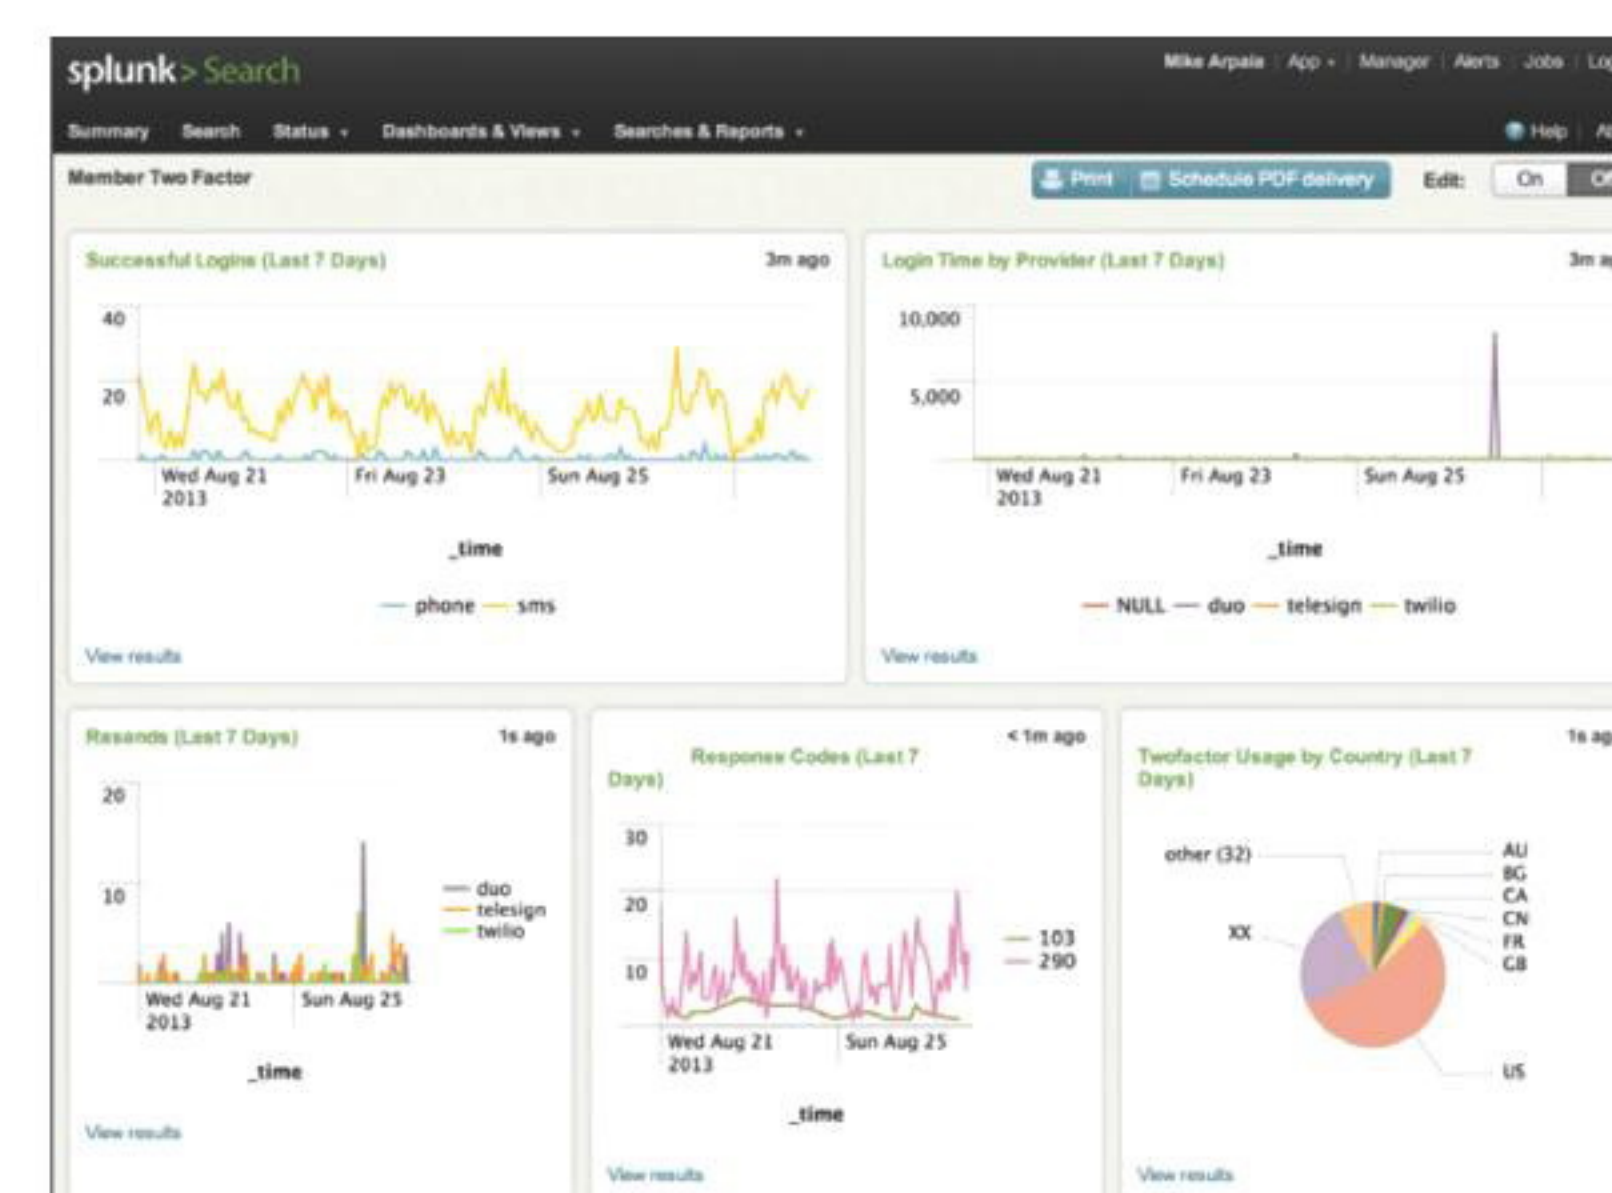 splunk> Search
Mike Arpaia App Manager Alerts Jobs
Summary Search Status Dashboards & Views Searches & Reports
Help
Member Two Factor
Print Schedule PDF delivery Edit: On
Successful Logins (Last 7 Days) 3m ago
40
20
Wed Aug 21 Fri Aug 23 Sun Aug 25
2013
_time
phone sms
View results
Login Time by Provider (Last 7 Days) 3m
10,000
5,000
Wed Aug 21 Fri Aug 23 Sun Aug 25
2013
_time
NULL duo telesign twilio
View results
Resends (Last 7 Days) 1s ago
20
10
duo
telesign
twilio
Wed Aug 21 Sun Aug 25
2013
_time
View results
< 1m ago
Response Codes (Last 7
Days)
30
20
10
103
290
Wed Aug 21 Sun Aug 25
2013
_time
View results
1s
Twofactor Usage by Country (Last 7
Days)
other (32)
XX
AU
BG
CA
CN
FR
GB
US
View results